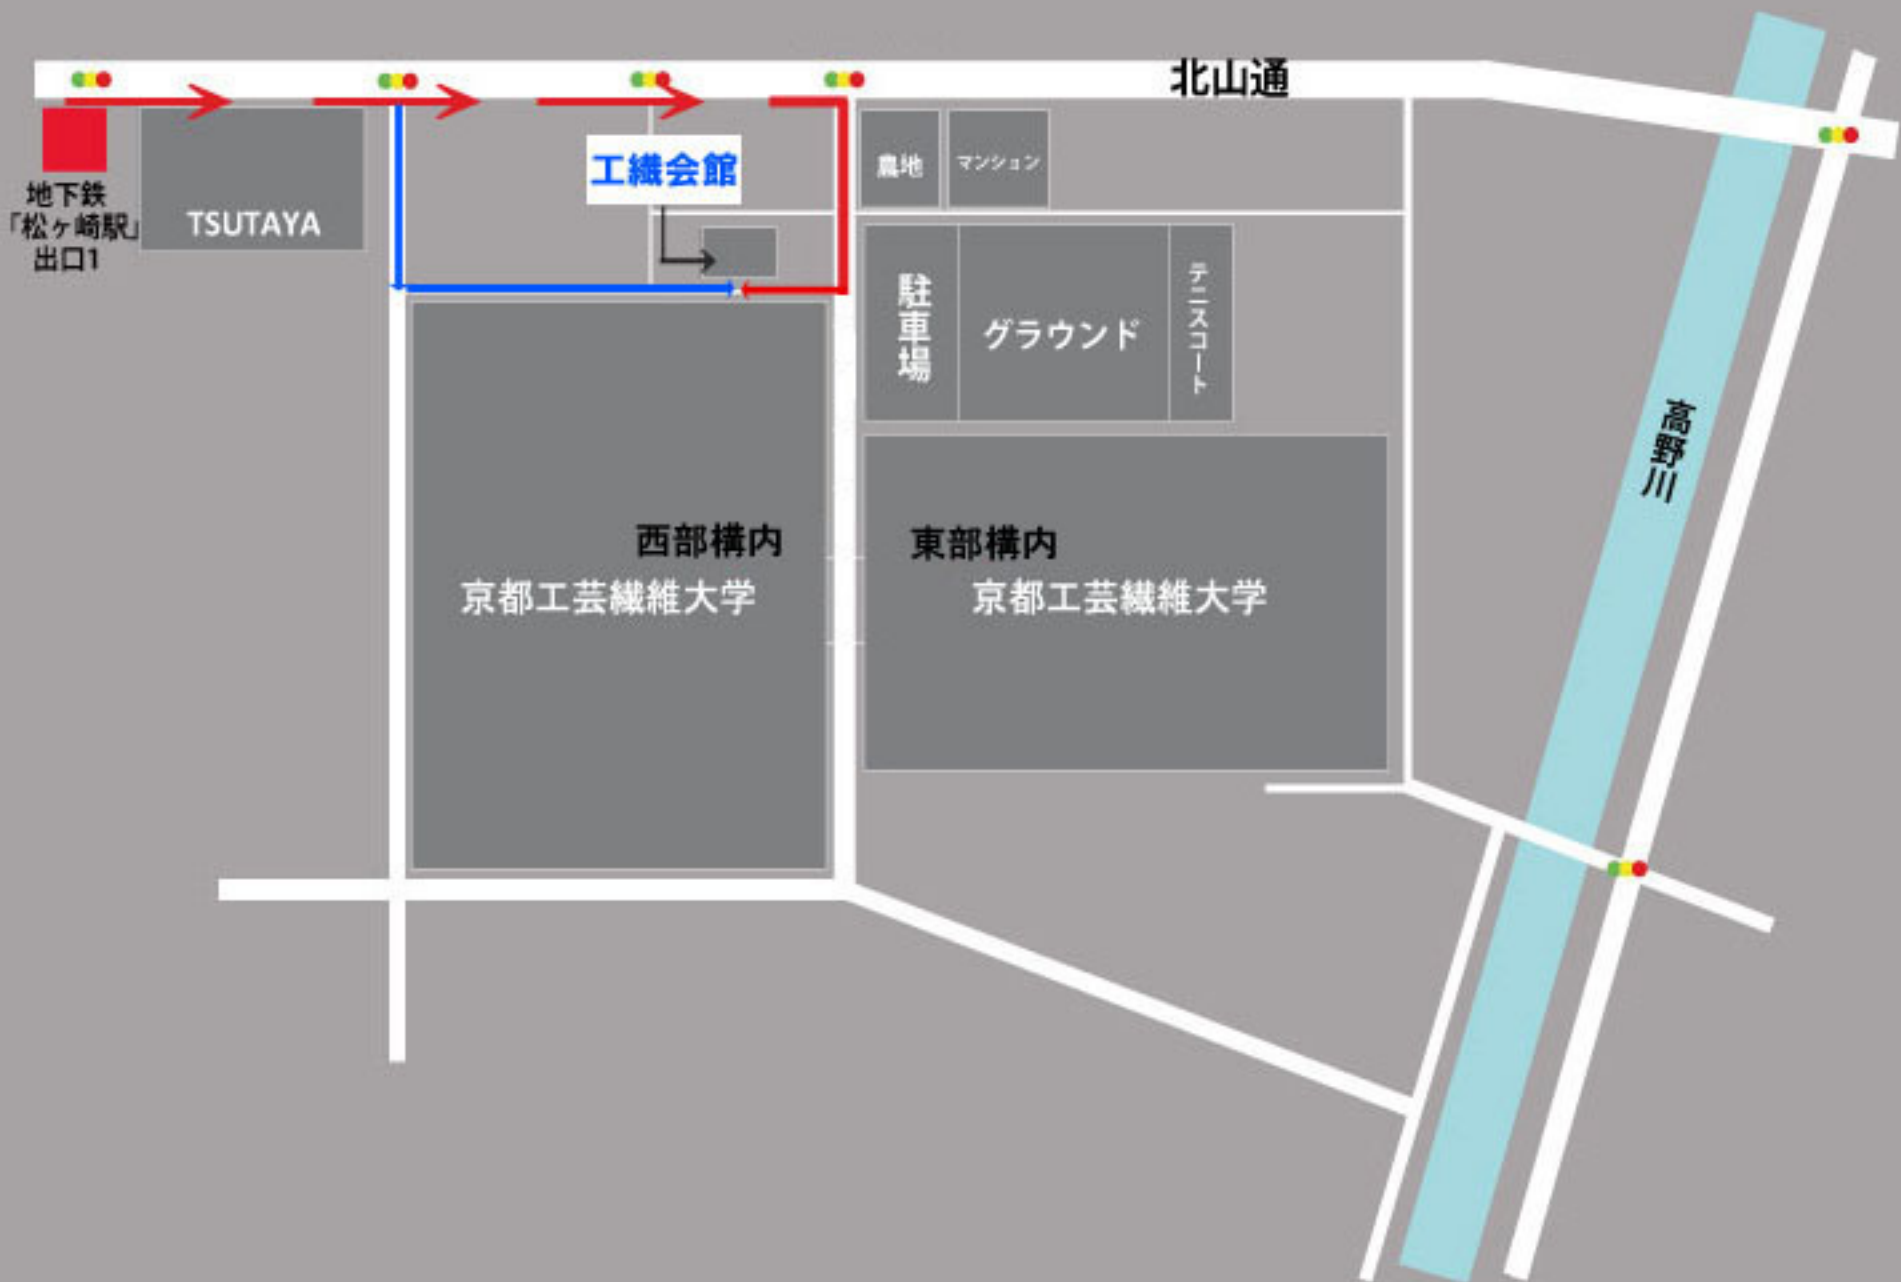 北山通
地下鉄
「松ヶ崎駅」
出口1
TSUTAYA
工繊会館
農地
マンション
駐車場
グラウンド
テニスコート
高野川
西部構内
京都工芸繊維大学
東部構内
京都工芸繊維大学